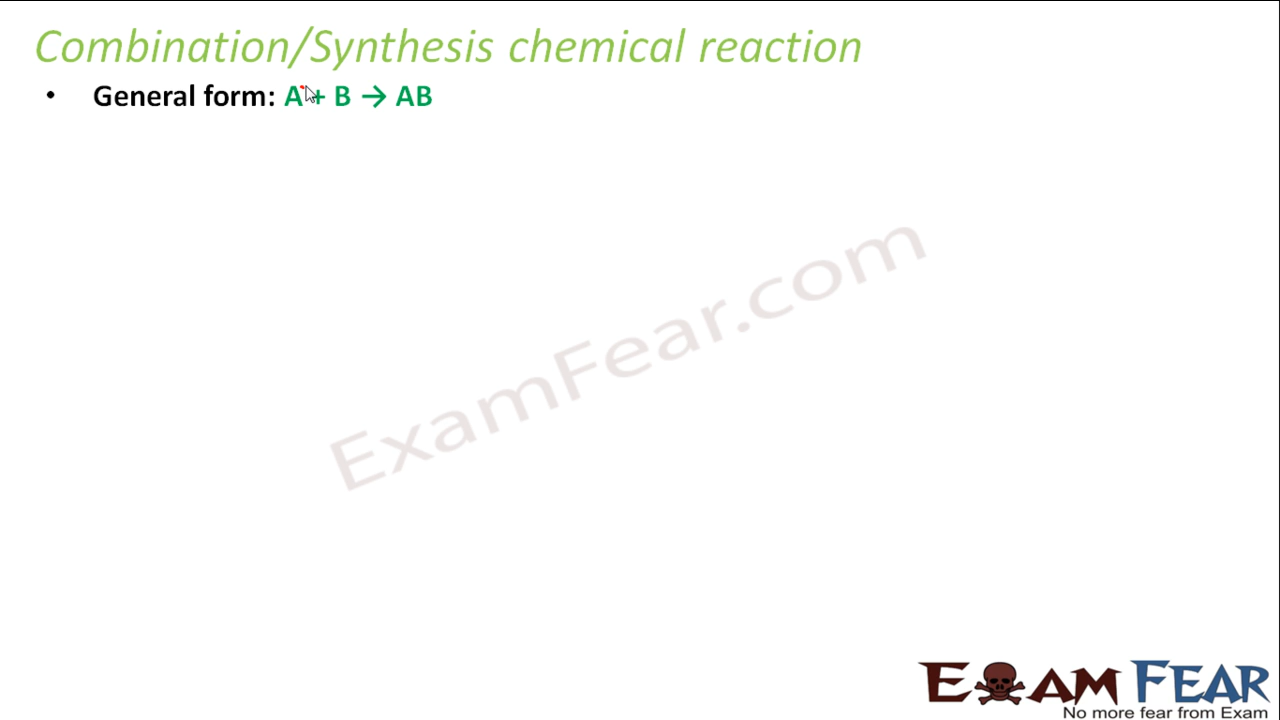 Combination/Synthesis chemical reaction
• General form: A + B → AB
ExamFear.com
EXAM FEAR
No more fear from Exam